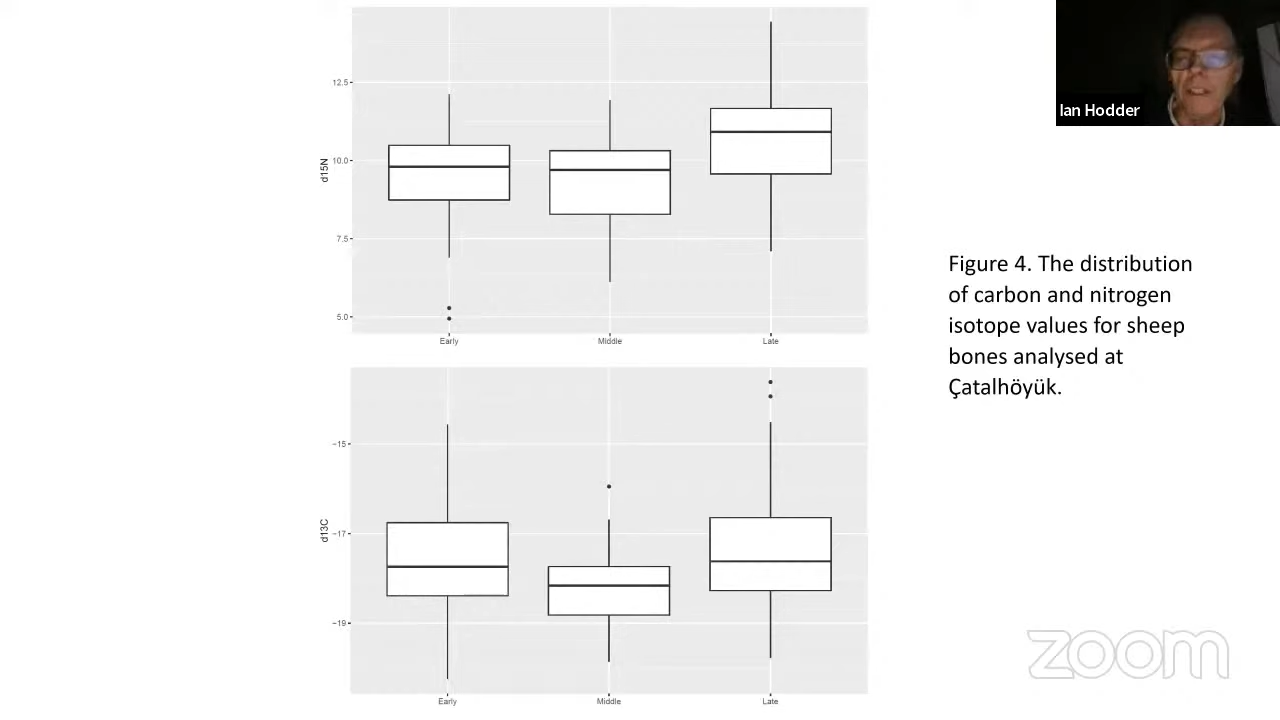 12.5
10.0
7.5
5.0
d15N
Early
Middle
Late
-15
-17
-19
d13C
Early
Middle
Late
Ian Hodder
Figure 4. The distribution
of carbon and nitrogen
isotope values for sheep
bones analysed at
Çatalhöyük.
zoom